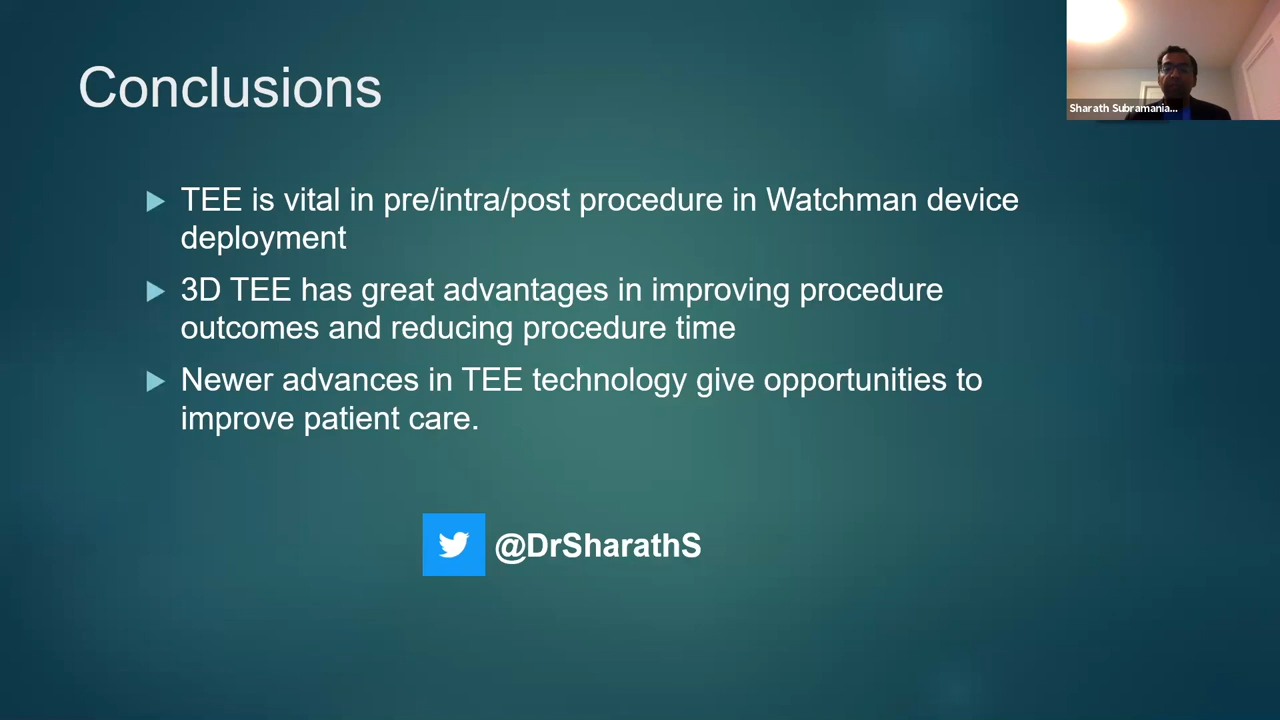 Conclusions
TEE is vital in pre/intra/post procedure in Watchman device
deployment
3D TEE has great advantages in improving procedure
outcomes and reducing procedure time
Newer advances in TEE technology give opportunities to
improve patient care.
@DrSharathS
Sharath Subramania...